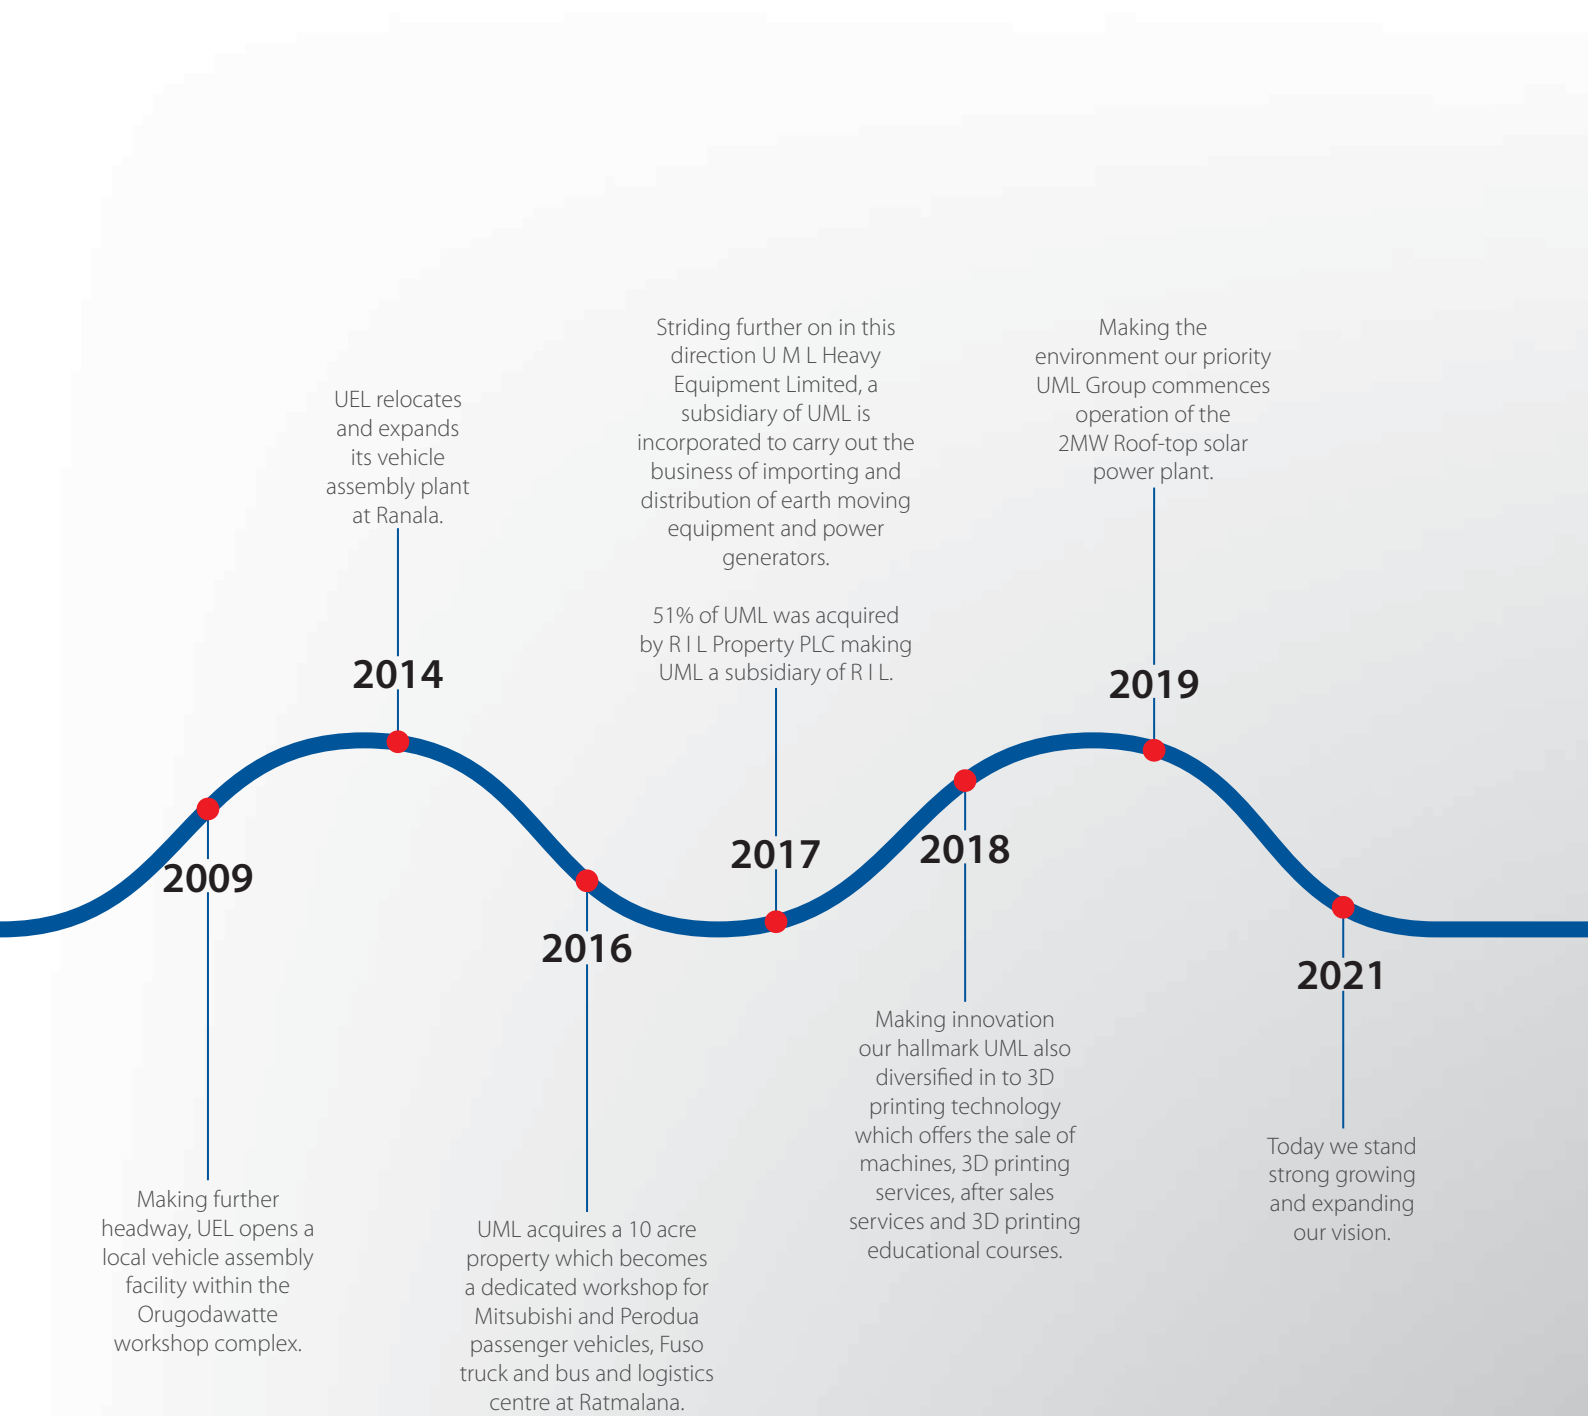 2009
Making further
headway, UEL opens a
local vehicle assembly
facility within the
Orugodawatte
workshop complex.
UEL relocates
and expands
its vehicle
assembly plant
at Ranala.
2014
2016
UML acquires a 10 acre
property which becomes
a dedicated workshop for
Mitsubishi and Perodua
passenger vehicles, Fuso
truck and bus and logistics
centre at Ratmalana.
Striding further on in this
direction U M L Heavy
Equipment Limited, a
subsidiary of UML is
incorporated to carry out the
business of importing and
distribution of earth moving
equipment and power
generators.
51% of UML was acquired
by R I L Property PLC making
UML a subsidiary of R I L.
2017
2018
Making innovation
our hallmark UML also
diversified in to 3D
printing technology
which offers the sale of
machines, 3D printing
services, after sales
services and 3D printing
educational courses.
Making the
environment our priority
UML Group commences
operation of the
2MW Roof-top solar
power plant.
2019
2021
Today we stand
strong growing
and expanding
our vision.